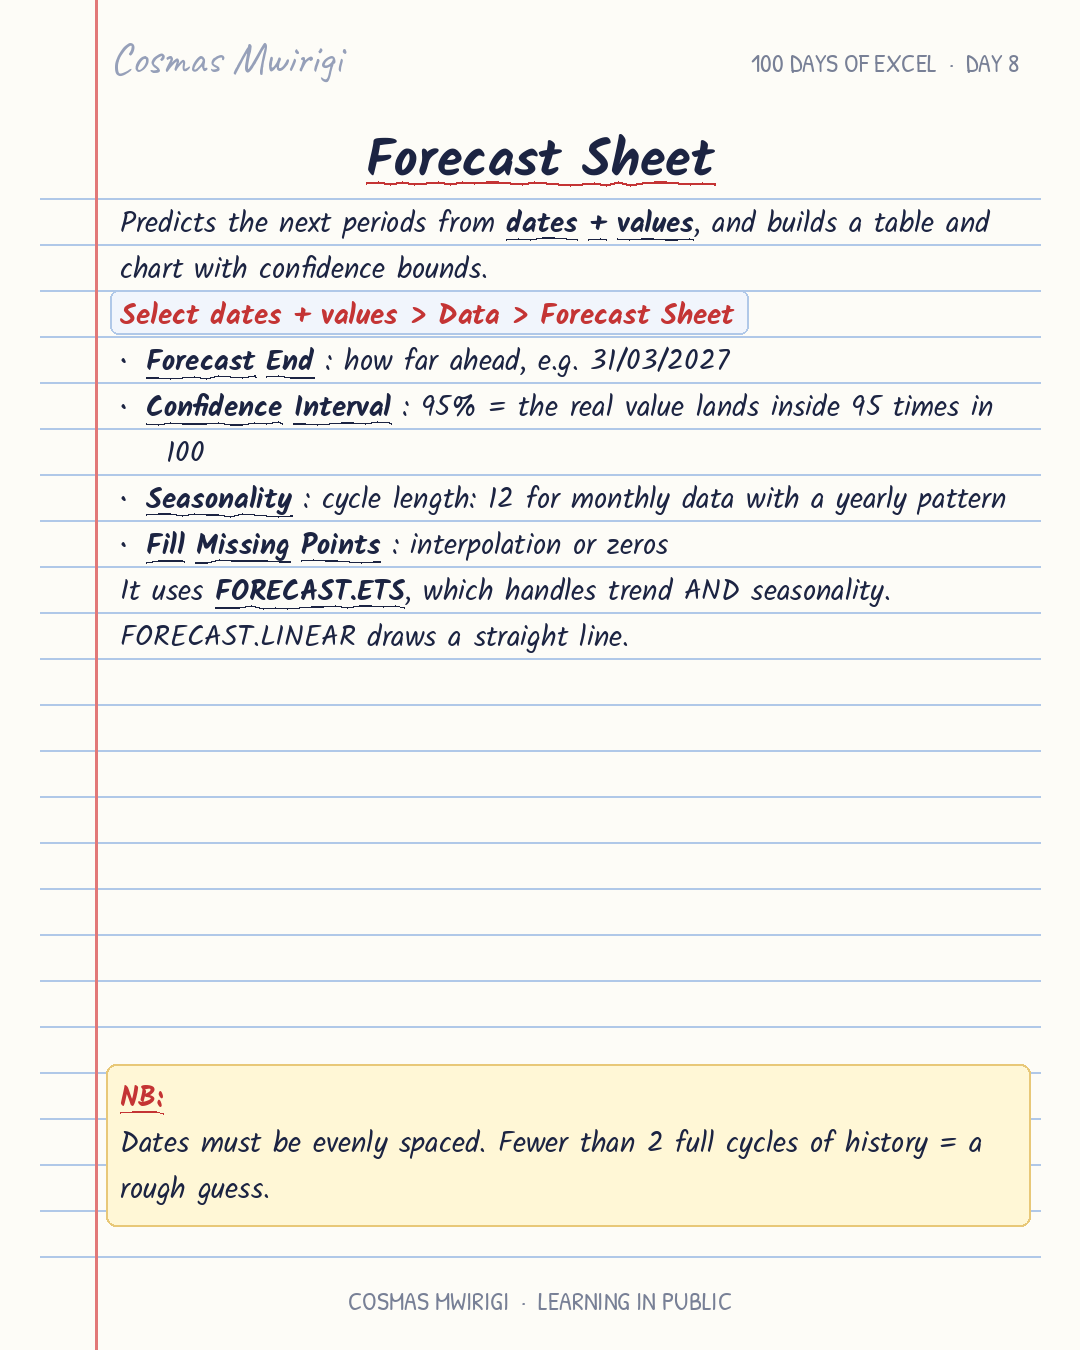 Cosmas Mwirigi
100 DAYS OF EXCEL · DAY 8
Forecast Sheet
Predicts the next periods from dates + values, and builds a table and
chart with confidence bounds.
Select dates + values > Data > Forecast Sheet
· Forecast End : how far ahead, e.g. 31/03/2027
· Confidence Interval : 95% = the real value lands inside 95 times in
100
· Seasonality : cycle length: 12 for monthly data with a yearly pattern
· Fill Missing Points : interpolation or zeros
It uses FORECAST.ETS, which handles trend AND seasonality.
FORECAST.LINEAR draws a straight line.
NB:
Dates must be evenly spaced. Fewer than 2 full cycles of history = a
rough guess.
COSMAS MWIRIGI · LEARNING IN PUBLIC